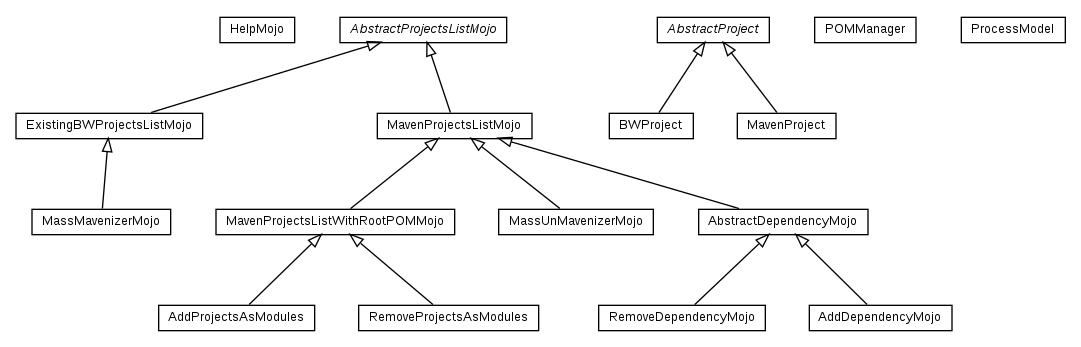 HelpMojo
AbstractProjectsListMojo
AbstractProject
POMManager
ProcessModel
ExistingBWProjectsListMojo
MavenProjectsListMojo
BWProject
MavenProject
MassMavenizerMojo
MavenProjectsListWithRootPOMMojo
MassUnMavenizerMojo
AbstractDependencyMojo
AddProjectsAsModules
RemoveProjectsAsModules
RemoveDependencyMojo
AddDependencyMojo